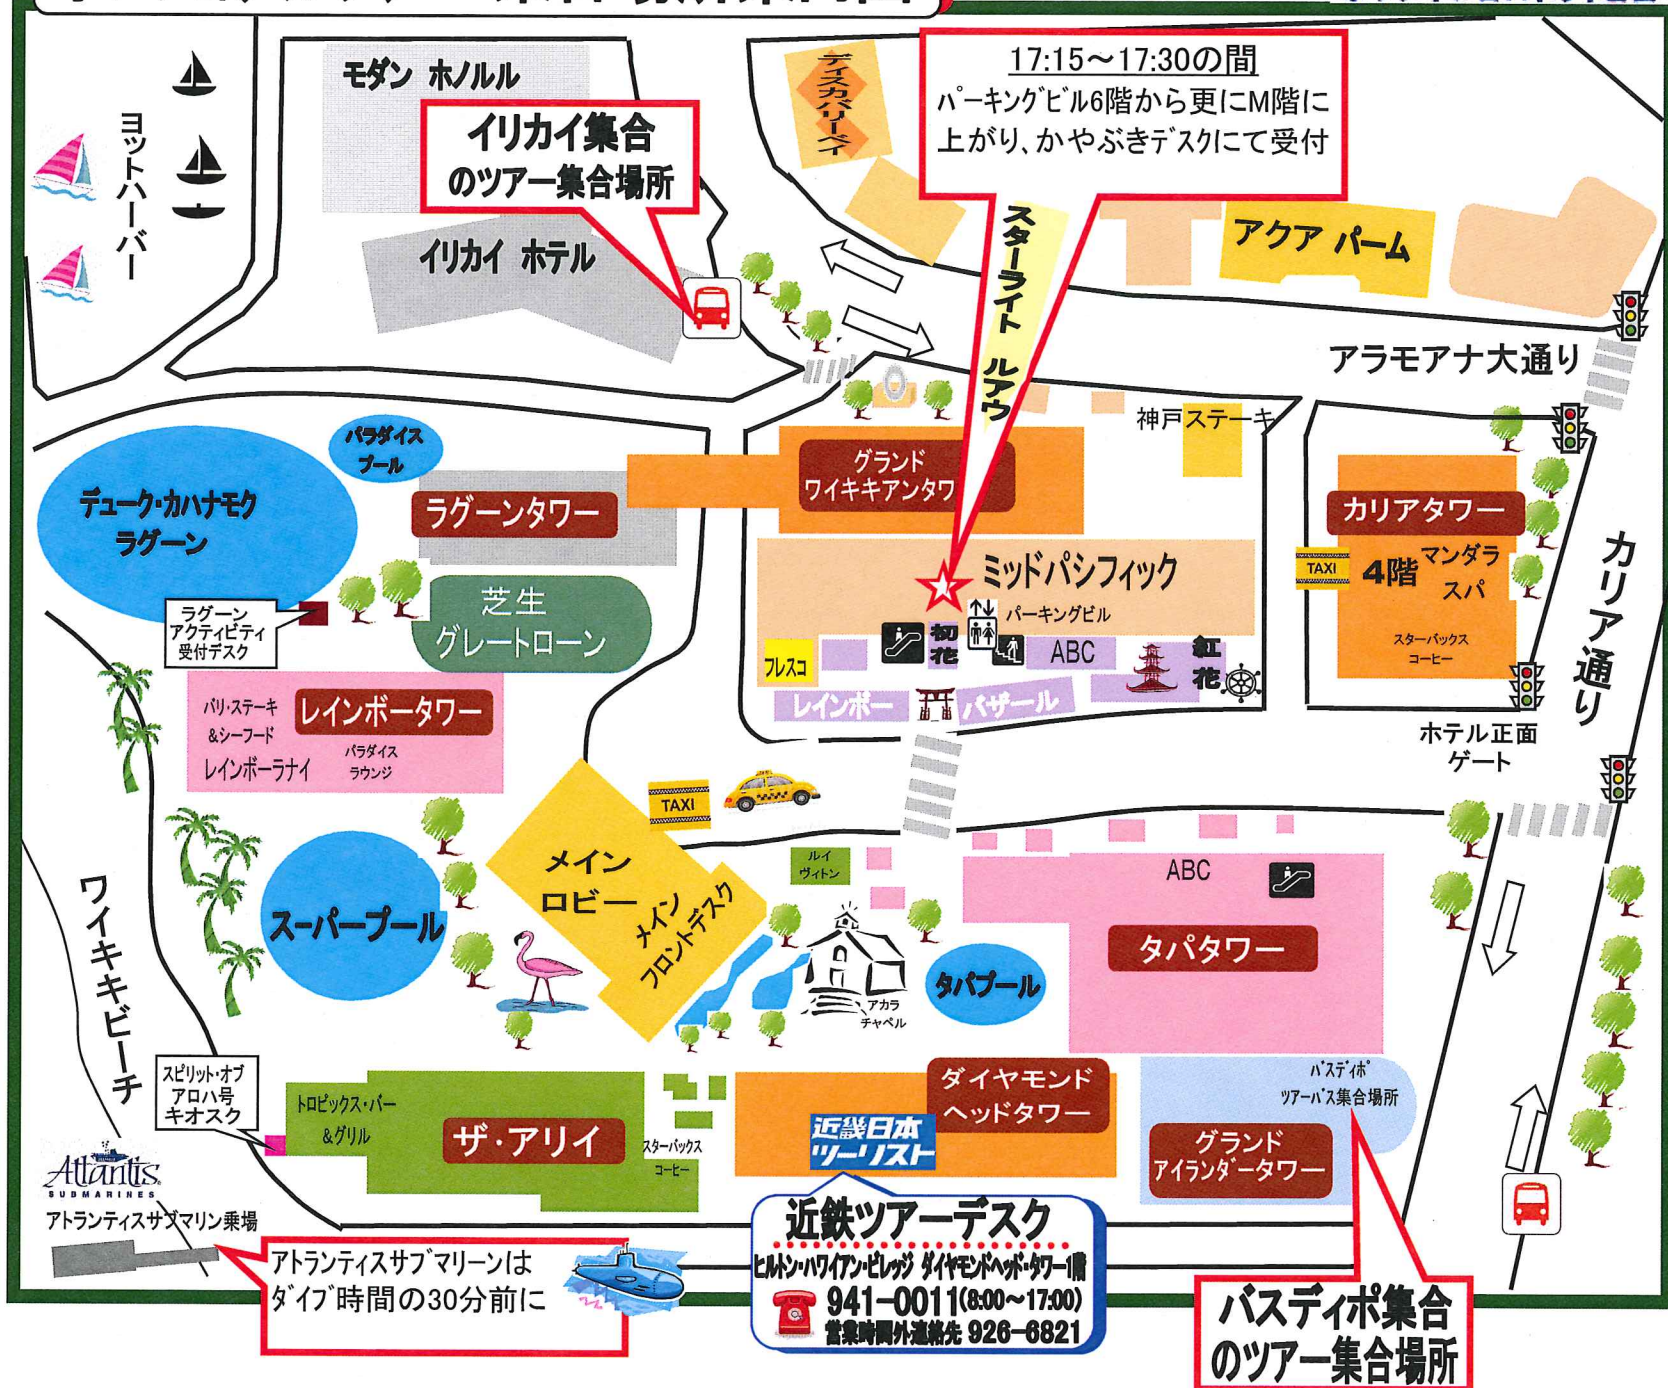 17:15～17:30の間
パーキングビル6階から更にM階に
上がり、かやぶきデスクにて受付
モダン ホノルル
イリカイ集合
のツアー集合場所
ヨットハーバー
イリカイ ホテル
ディスカバリーベイ
スターライト ルアウ
アクア パーム
アラモアナ大通り
神戸ステーキ
パラダイス
プール
デューク・カハナモク
ラグーン
ラグーンタワー
グランド
ワイキキアンタワ
カリアタワー
TAXI
4階
マンダラ
スパ
スターバックス
コーヒー
カリア通り
ミッドパシフィック
パーキングビル
芝生
グレートローン
ラグーン
アクティビティ
受付デスク
フレスコ
初花
ABC
紅花
レインボー
バザール
バリ・ステーキ
&シーフード
レインボータワー
レインボーラナイ
パラダイス
ラウンジ
ホテル正面
ゲート
TAXI
メイン
ロビー
メイン
フロントデスク
ルイ
ヴィトン
ABC
スーパープール
タパタワー
タパプール
アカラ
チャペル
ワイキキビーチ
スピリット・オブ
アロハ号
キオスク
トロピックス・バー
&グリル
ザ・アリイ
スターバックス
コーヒー
ダイヤモンド
ヘッドタワー
近畿日本
ツーリスト
バスディポ
ツアーバス集合場所
グランド
アイランダータワー
Atlantis
SUBMARINES
アトランティスサブマリン乗場
アトランティスサブマリーンは
ダイブ時間の30分前に
近鉄ツアーデスク
ヒルトン・ハワイアン・ビレッジ ダイヤモンドヘッド・タワー1階
941-0011(8:00～17:00)
営業時間外連絡先 926-6821
バスディポ集合
のツアー集合場所